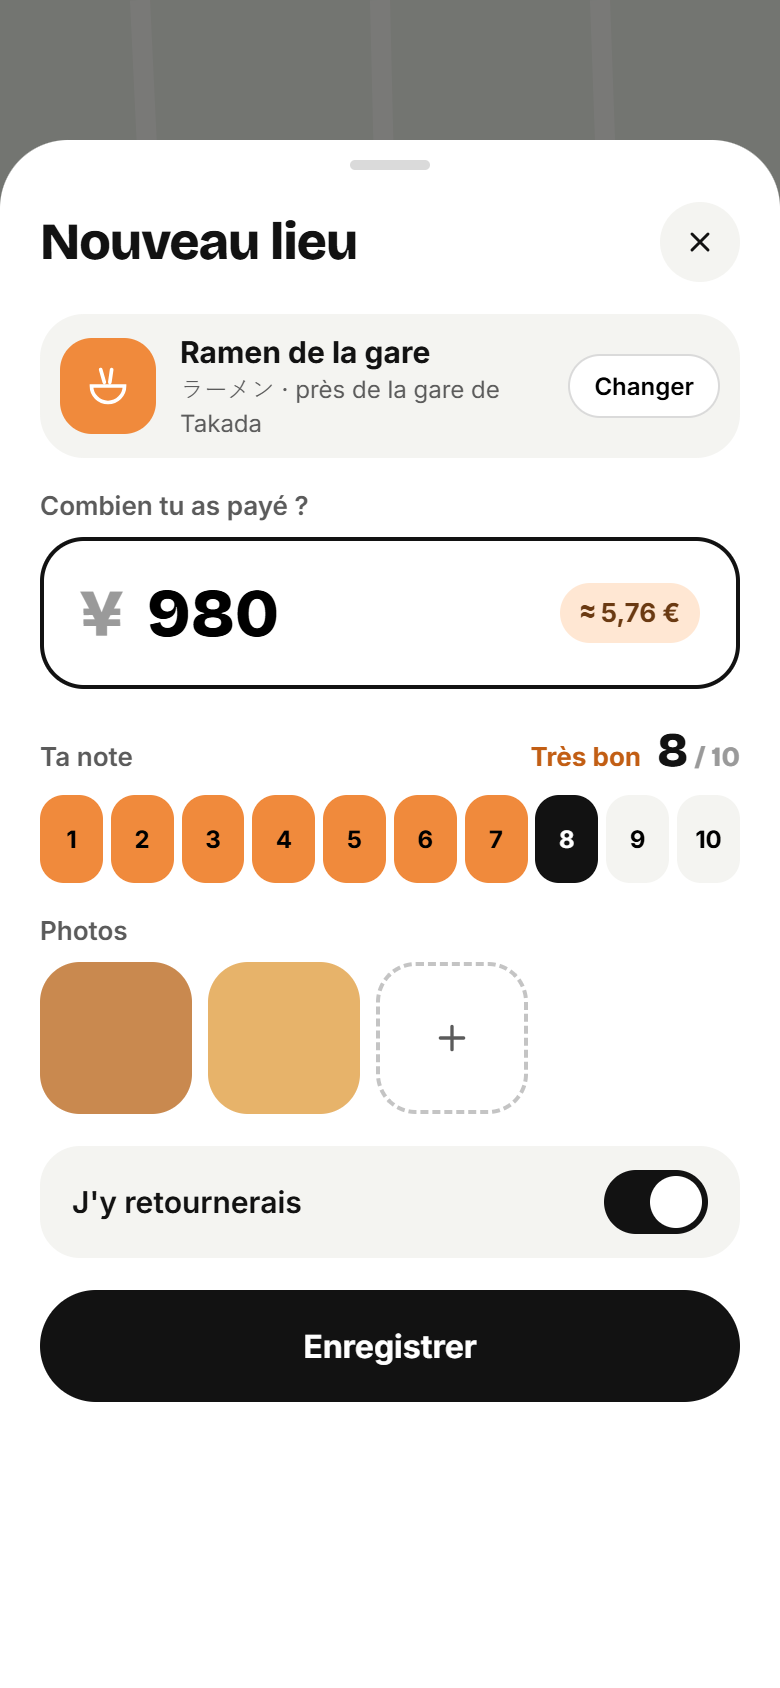 Nouveau lieu
Ramen de la gare
ラーメン · près de la gare de
Takada
Changer
Combien tu as payé ?
¥ 980
≈ 5,76 €
Ta note
Très bon 8 / 10
1 2 3 4 5 6 7 8 9 10
Photos
J'y retournerais
Enregistrer